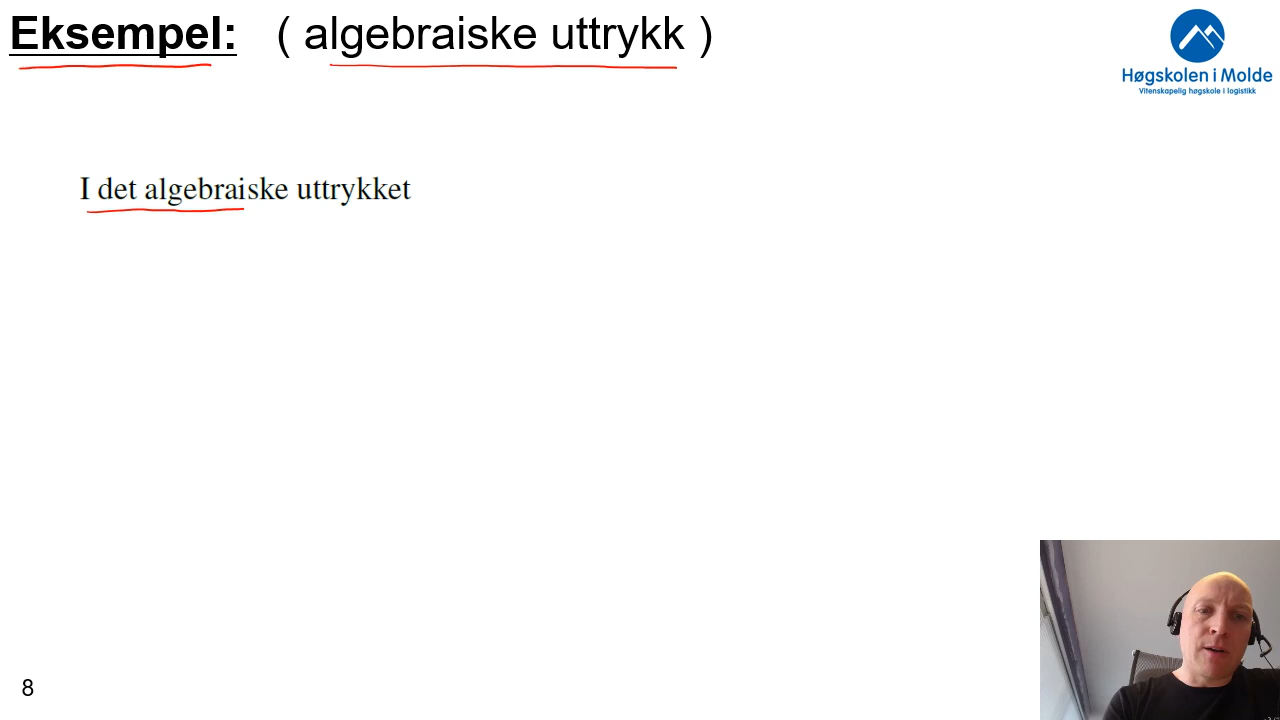 Eksempel: ( algebraiske uttrykk )
Høgskolen i Molde
Vitenskapelig høgskole i logistikk
I det algebraiske uttrykket
8